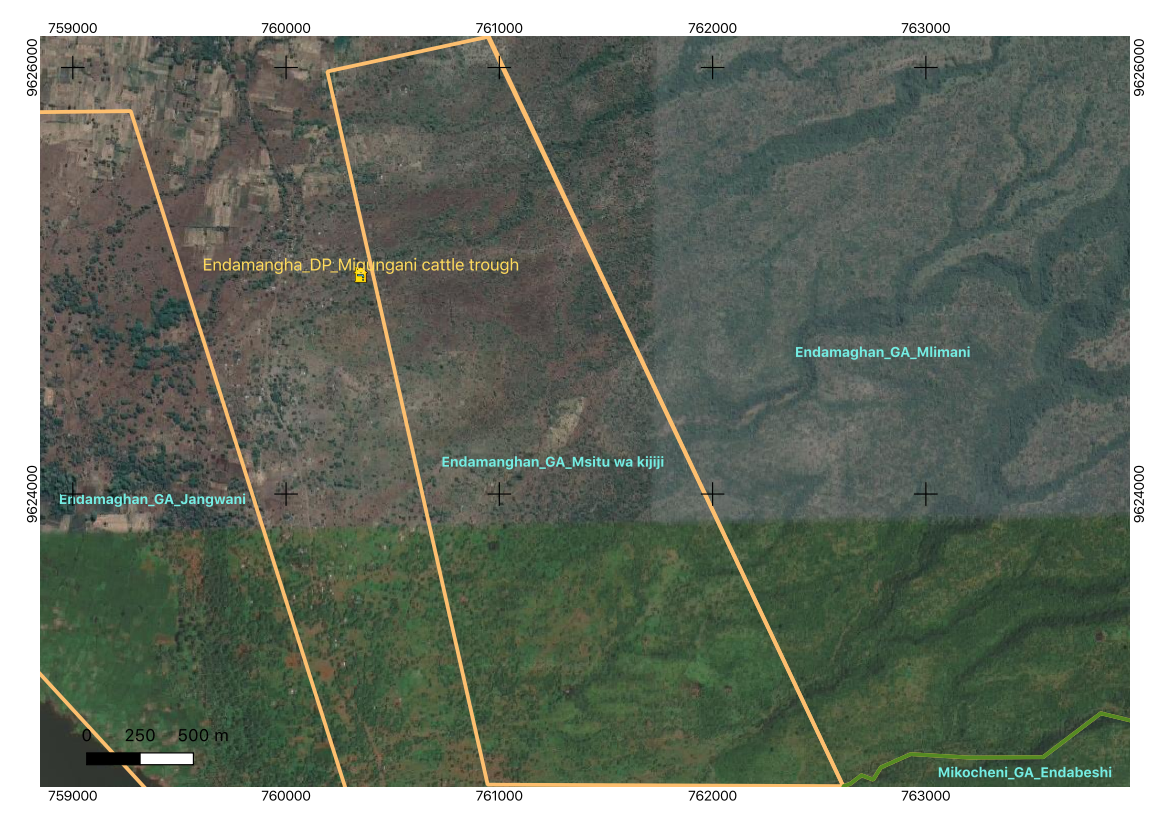 759000 760000 761000 762000 763000
9626000 9626000
Endamangha_DP_Migungani cattle trough
Endamaghan_GA_Mlimani
Endamanghan_GA_Msitu wa kijiji
Endamaghan_GA_Jangwani
9624000 9624000
0 250 500 m
Mikocheni_GA_Endabeshi
759000 760000 761000 762000 763000